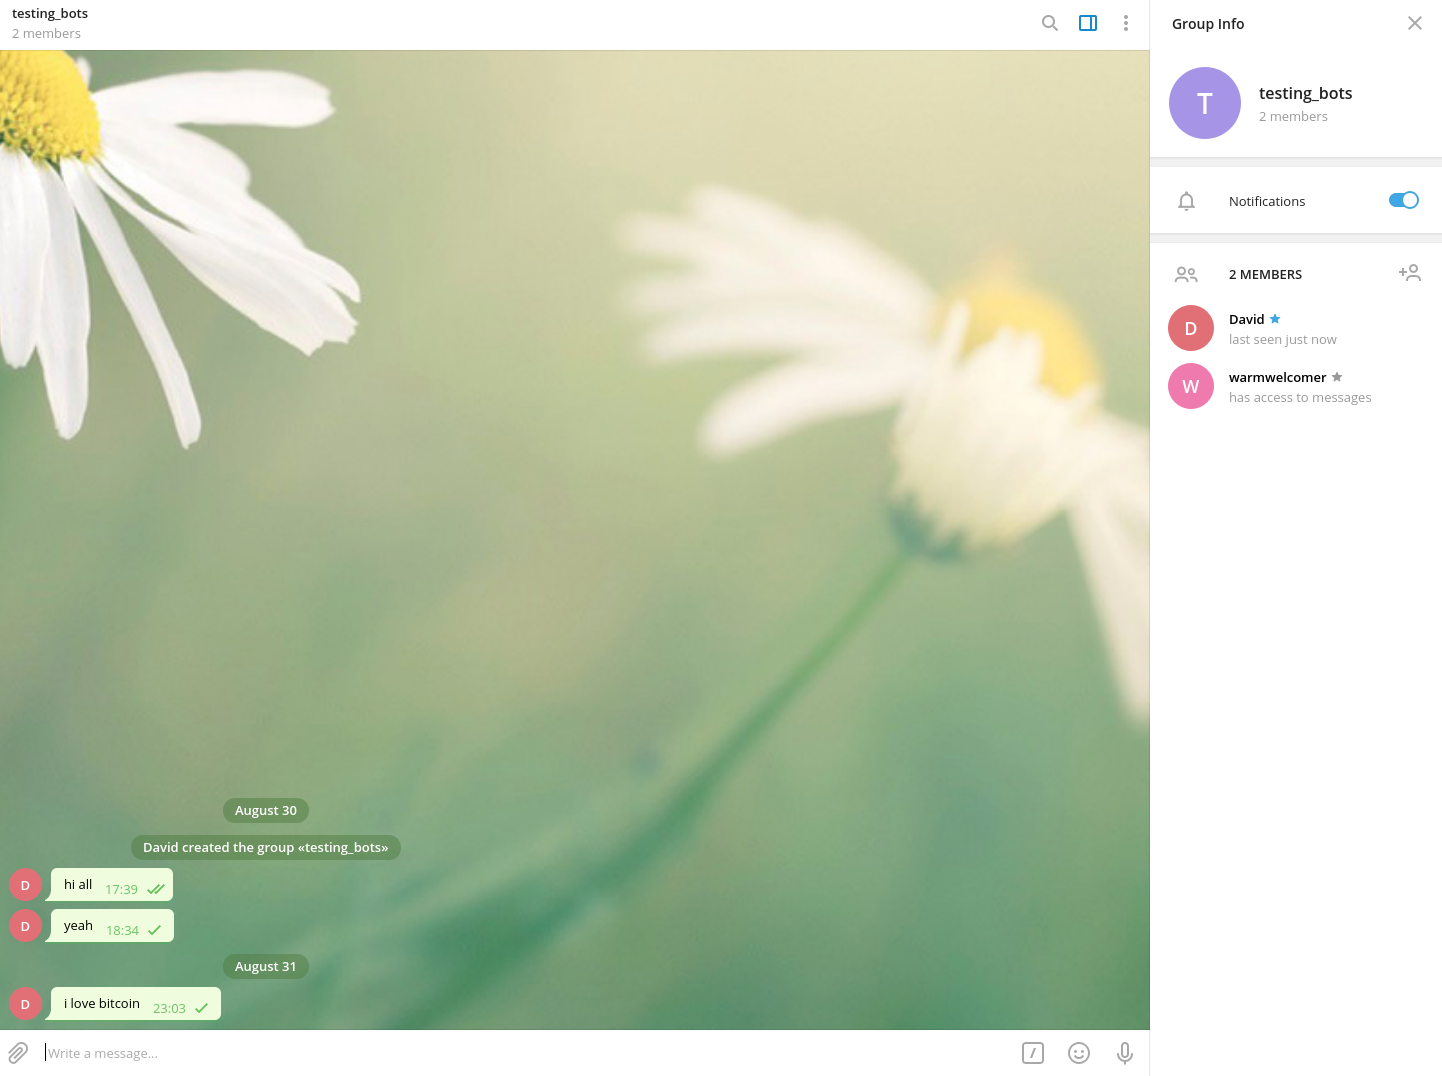 testing_bots
2 members
August 30
David created the group «testing_bots»
D
hi all 17:39
D
yeah 18:34
August 31
D
i love bitcoin 23:03
Write a message...
/
Group Info
T
testing_bots
2 members
Notifications
2 MEMBERS
D
David
last seen just now
W
warmwelcomer
has access to messages